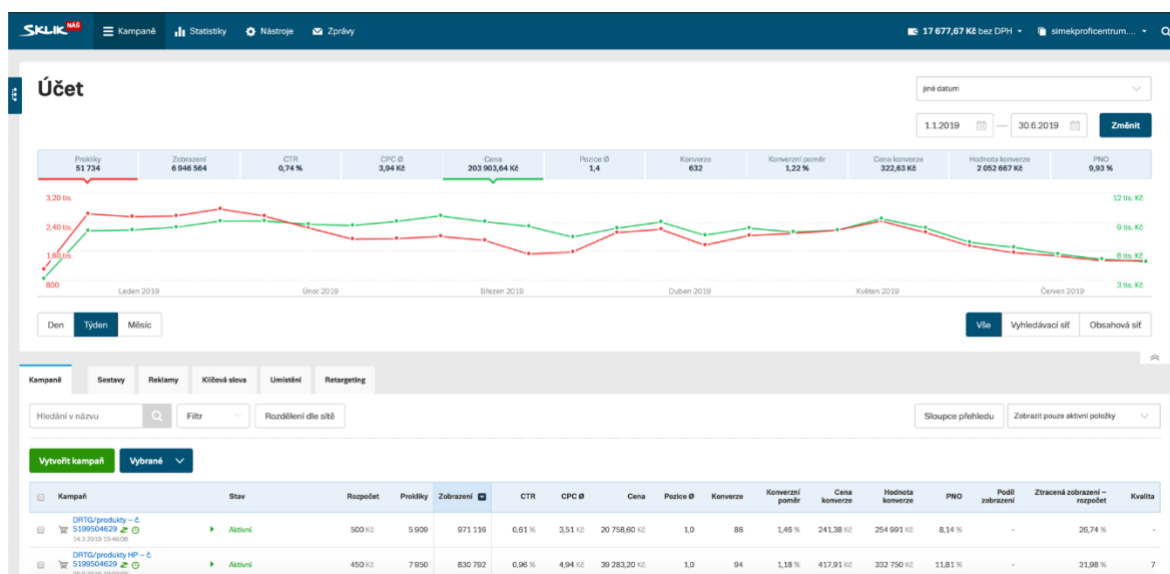 SKLIK NÁŠ Kampaně Statistiky Nástroje Zprávy 17 677,67 Kč bez DPH simekproficentrum....
Účet
jiné datum
1.1.2019 — 30.6.2019 Změnit
Prokliky Zobrazení CTR CPC Ø Cena Pozice Ø Konverze Konverzní poměr Cena konverze Hodnota konverze PNO
51 734 6 946 564 0,74 % 3,94 Kč 203 903,64 Kč 1,4 632 1,22 % 322,63 Kč 2 052 667 Kč 9,93 %
3,20 tis. 12 tis. Kč
2,40 tis. 9 tis. Kč
1,60 tis. 6 tis. Kč
800 3 tis. Kč
Leden 2019 Únor 2019 Březen 2019 Duben 2019 Květen 2019 Červen 2019
Den Týden Měsíc Vše Vyhledávací síť Obsahová síť
Kampaně Sestavy Reklamy Klíčová slova Umístění Retargeting
Hledání v názvu Filtr Rozdělení dle sítě Sloupce přehledu Zobrazit pouze aktivní položky
Vytvořit kampaň Vybrané
Kampaň Stav Rozpočet Prokliky Zobrazení CTR CPC Ø Cena Pozice Ø Konverze Konverzní poměr Cena konverze Hodnota konverze PNO Podíl zobrazení Ztracená zobrazení – rozpočet Kvalita
DRTG/produkty – č.
5199504629 Aktivní 500 Kč 5 909 971 116 0,61 % 3,51 Kč 20 758,60 Kč 1,0 86 1,46 % 241,38 Kč 254 991 Kč 8,14 % - 26,74 % -
14.3.2019 15:46:08
DRTG/produkty HP – č.
5199504629 Aktivní 450 Kč 7 950 830 792 0,96 % 4,94 Kč 39 283,20 Kč 1,0 94 1,18 % 417,91 Kč 332 750 Kč 11,81 % - 31,98 % 7